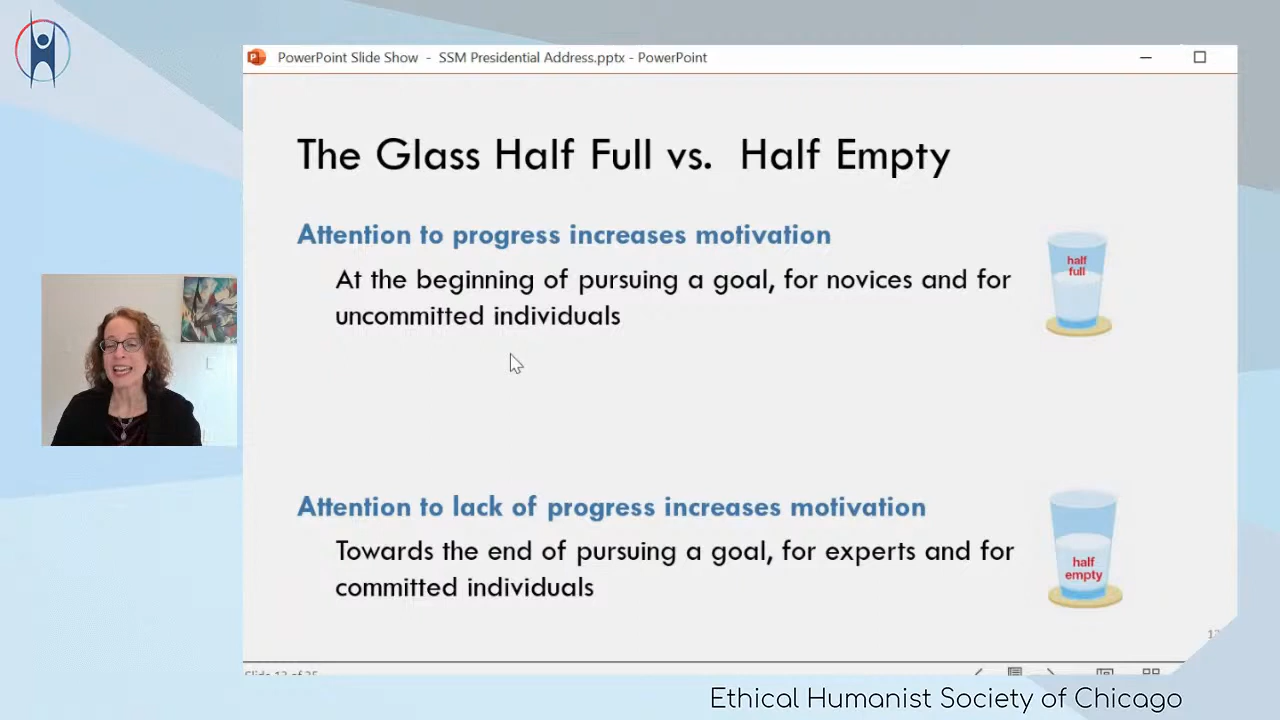 PowerPoint Slide Show - SSM Presidential Address.pptx - PowerPoint
The Glass Half Full vs. Half Empty
Attention to progress increases motivation
At the beginning of pursuing a goal, for novices and for
uncommitted individuals
half
full
Attention to lack of progress increases motivation
Towards the end of pursuing a goal, for experts and for
committed individuals
half
empty
Ethical Humanist Society of Chicago